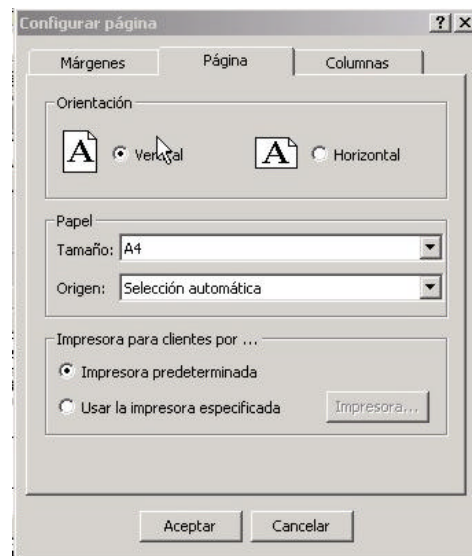 Configurar página
Márgenes Página Columnas
Orientación
A Vertical A Horizontal
Papel
Tamaño: A4
Origen: Selección automática
Impresora para clientes por ...
Impresora predeterminada
Usar la impresora especificada Impresora...
Aceptar Cancelar